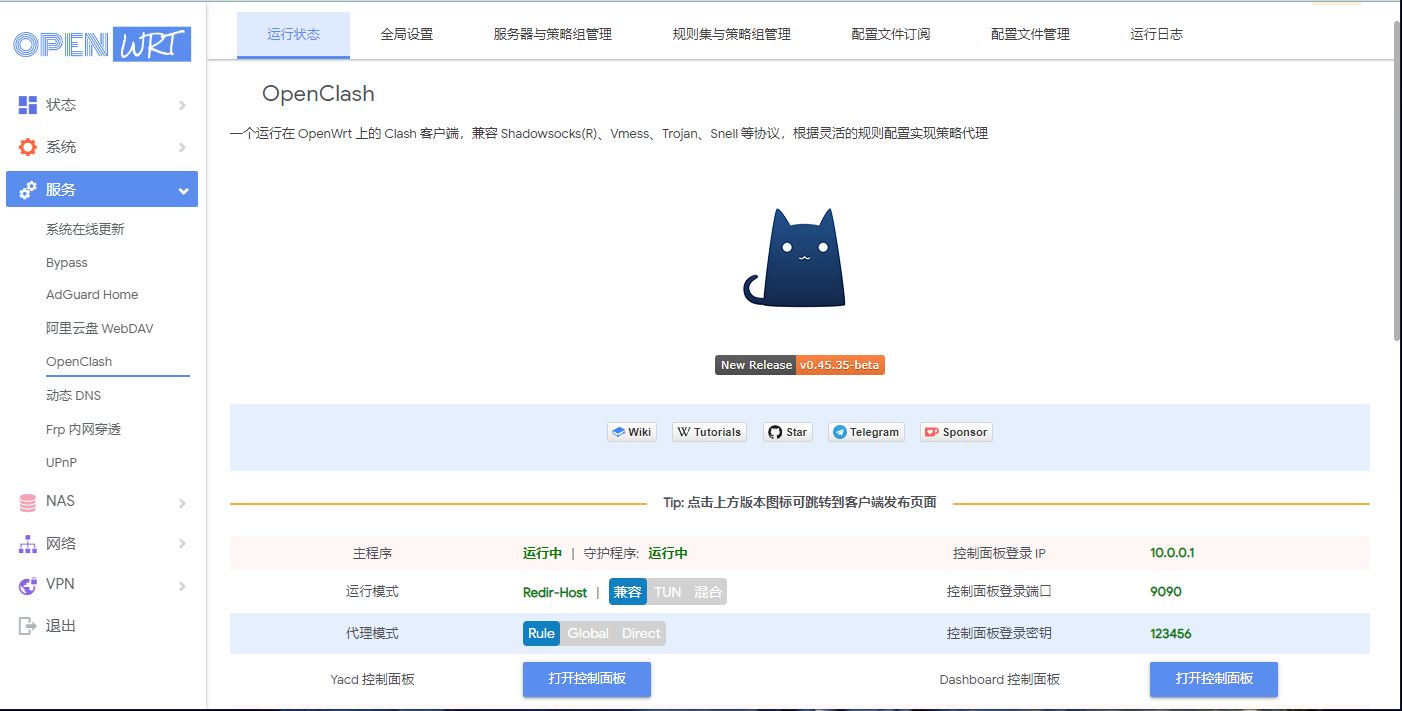 OPENWRT
运行状态 全局设置 服务器与策略组管理 规则集与策略组管理 配置文件订阅 配置文件管理 运行日志
状态
系统
服务
系统在线更新
Bypass
AdGuard Home
阿里云盘 WebDAV
OpenClash
动态 DNS
Frp 内网穿透
UPnP
NAS
网络
VPN
退出
OpenClash
一个运行在 OpenWrt 上的 Clash 客户端，兼容 Shadowsocks(R)、Vmess、Trojan、Snell 等协议，根据灵活的规则配置实现策略代理
New Release v0.45.35-beta
Wiki W Tutorials Star Telegram Sponsor
Tip: 点击上方版本图标可跳转到客户端发布页面
主程序 运行中 | 守护程序: 运行中 控制面板登录 IP 10.0.0.1
运行模式 Redir-Host | 兼容 TUN 混合 控制面板登录端口 9090
代理模式 Rule Global Direct 控制面板登录密钥 123456
Yacd 控制面板 打开控制面板 Dashboard 控制面板 打开控制面板